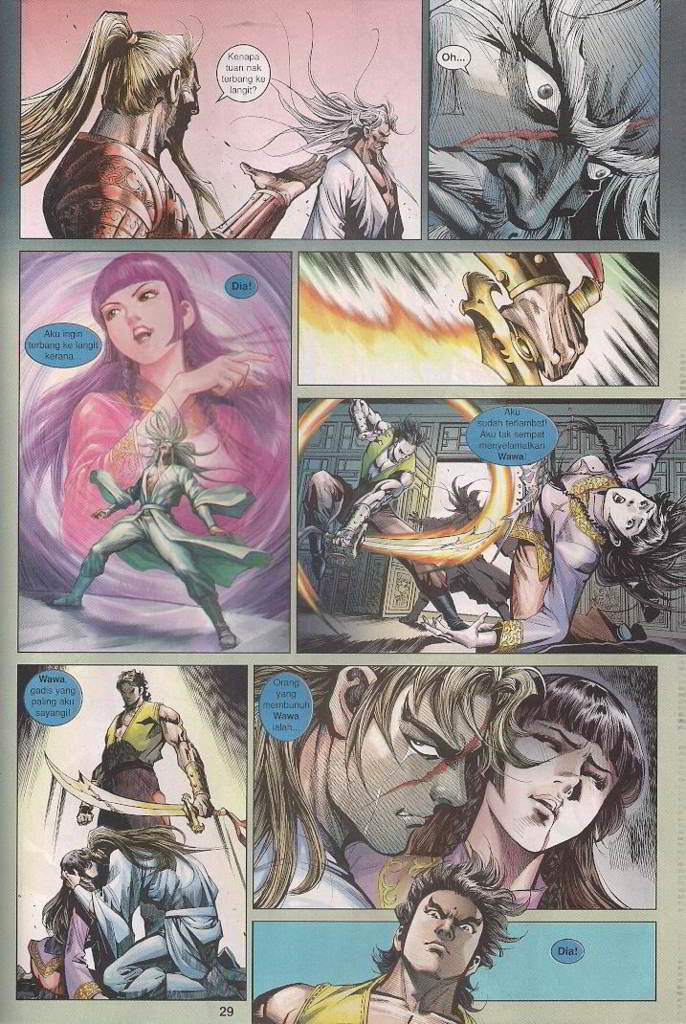 Kenapa
tuan nak
terbang ke
langit?
Oh...
Dia!
Aku ingin
terbang ke langit
kerana...
Aku
sudah terlambat!
Aku tak sempat
menyelamatkan
Wawa!
Wawa,
gadis yang
paling aku
sayangi!
Orang
yang
membunuh
Wawa
ialah...
Dia!
29